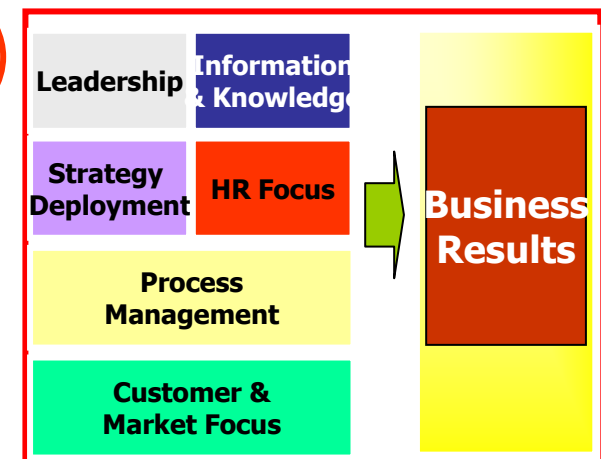 Leadership
Information
& Knowledge
Strategy
Deployment
HR Focus
Business
Results
Process
Management
Customer &
Market Focus